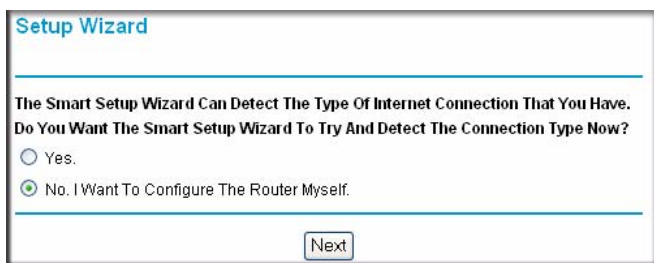 Setup Wizard
The Smart Setup Wizard Can Detect The Type Of Internet Connection That You Have.
Do You Want The Smart Setup Wizard To Try And Detect The Connection Type Now?
Yes.
No. I Want To Configure The Router Myself.
Next